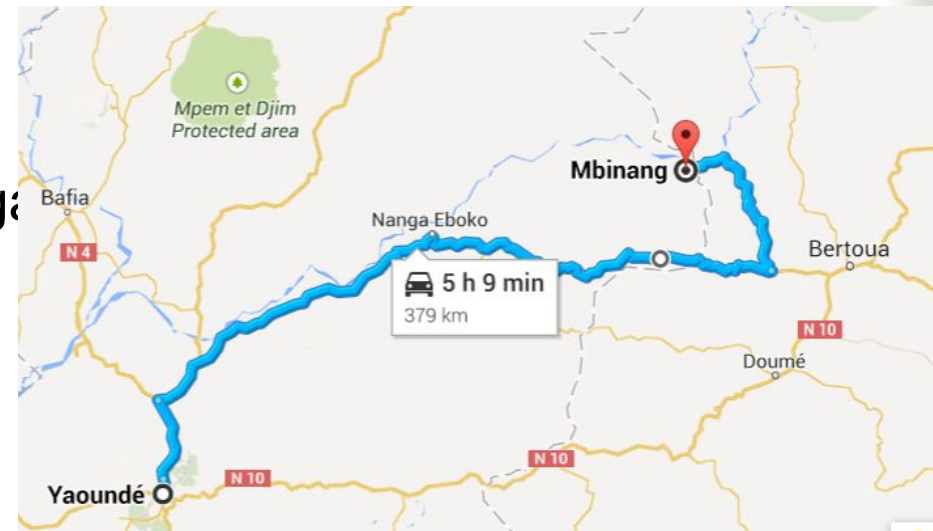 Mpem et Djim
Protected area
Mbinang
Bafia
Nanga Eboko
N 4
Bertoua
5 h 9 min
379 km
N 10
Doumé
N 10
N 10
Yaoundé